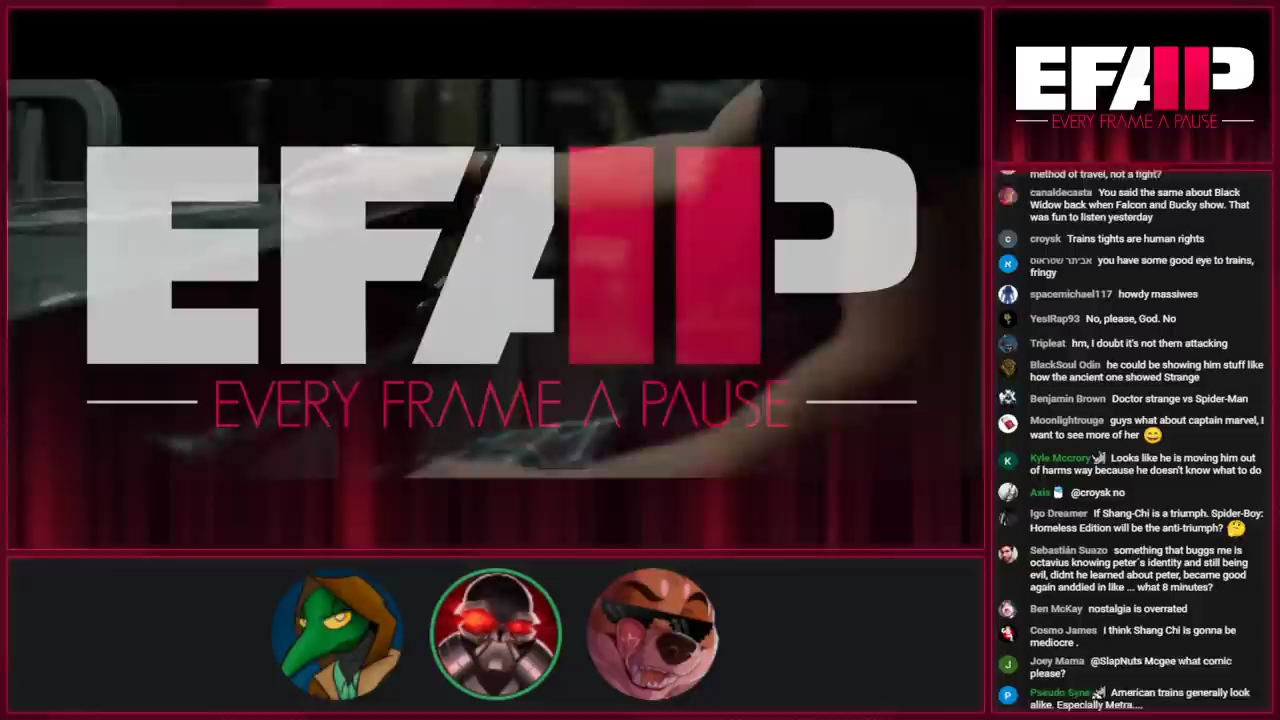 EFAP
EVERY FRAME A PAUSE
EFAP
EVERY FRAME A PAUSE
method of travel, not a fight?
canaldecasta You said the same about Black
Widow back when Falcon and Bucky show. That
was fun to listen yesterday
croysk Trains tights are human rights
אביתר שטראוס you have some good eye to trains,
fringy
spacemichael117 howdy massiwes
YesIRap93 No, please, God. No
Tripleat hm, I doubt it's not them attacking
BlackSoul Odin he could be showing him stuff like
how the ancient one showed Strange
Benjamin Brown Doctor strange vs Spider-Man
Moonlightrouge guys what about captain marvel, I
want to see more of her 😄
Kyle Mccrory Looks like he is moving him out
of harms way because he doesn't know what to do
Axis @croysk no
Igo Dreamer If Shang-Chi is a triumph. Spider-Boy:
Homeless Edition will be the anti-triumph? 🤔
Sebastián Suazo something that buggs me is
octavius knowing peter´s identity and still being
evil, didnt he learned about peter, became good
again anddied in like ... what 8 minutes?
Ben McKay nostalgia is overrated
Cosmo James I think Shang Chi is gonna be
mediocre .
Joey Mama @SlapNuts Mcgee what comic
please?
Pseudo Syne American trains generally look
alike. Especially Metra....